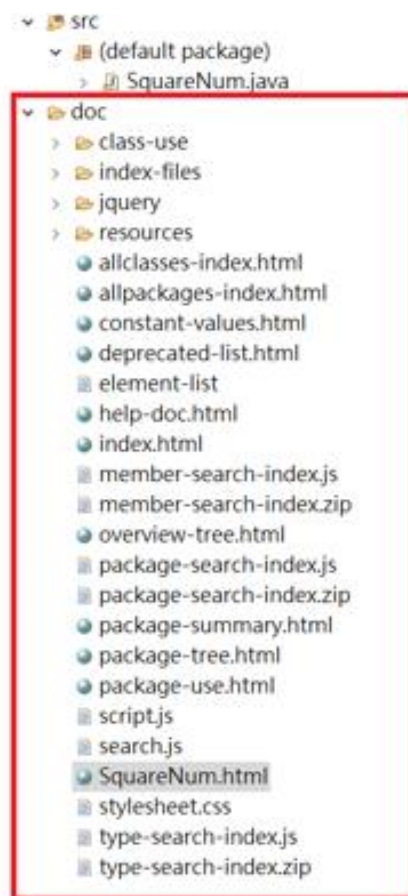 src
(default package)
SquareNum.java
doc
class-use
index-files
jquery
resources
allclasses-index.html
allpackages-index.html
constant-values.html
deprecated-list.html
element-list
help-doc.html
index.html
member-search-index.js
member-search-index.zip
overview-tree.html
package-search-index.js
package-search-index.zip
package-summary.html
package-tree.html
package-use.html
script.js
search.js
SquareNum.html
stylesheet.css
type-search-index.js
type-search-index.zip